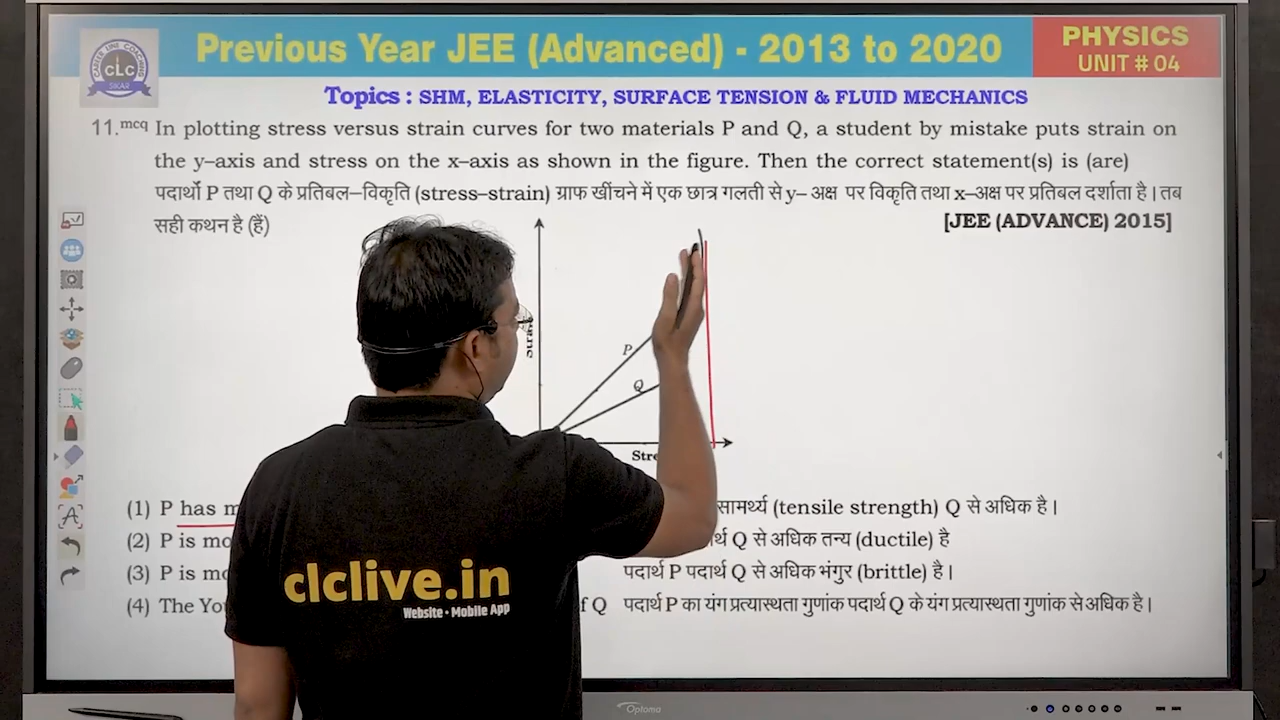 Previous Year JEE (Advanced) - 2013 to 2020
PHYSICS
UNIT # 04
CLC
SIKAR
Topics : SHM, ELASTICITY, SURFACE TENSION & FLUID MECHANICS
11.mcq In plotting stress versus strain curves for two materials P and Q, a student by mistake puts strain on
the y–axis and stress on the x–axis as shown in the figure. Then the correct statement(s) is (are)
पदार्थों P तथा Q के प्रतिबल–विकृति (stress–strain) ग्राफ खींचने में एक छात्र गलती से y– अक्ष पर विकृति तथा x–अक्ष पर प्रतिबल दर्शाता है। तब
सही कथन है (हैं)
[JEE (ADVANCE) 2015]
P
Q
(1) P has
सामर्थ्य (tensile strength) Q से अधिक है।
(2) P is
Q से अधिक तन्य (ductile) है
(3) P is
पदार्थ P पदार्थ Q से अधिक भंगुर (brittle) है।
(4) The
Q पदार्थ P का यंग प्रत्यास्थता गुणांक पदार्थ Q के यंग प्रत्यास्थता गुणांक से अधिक है।
clclive.in
Website • Mobile App
Optoma